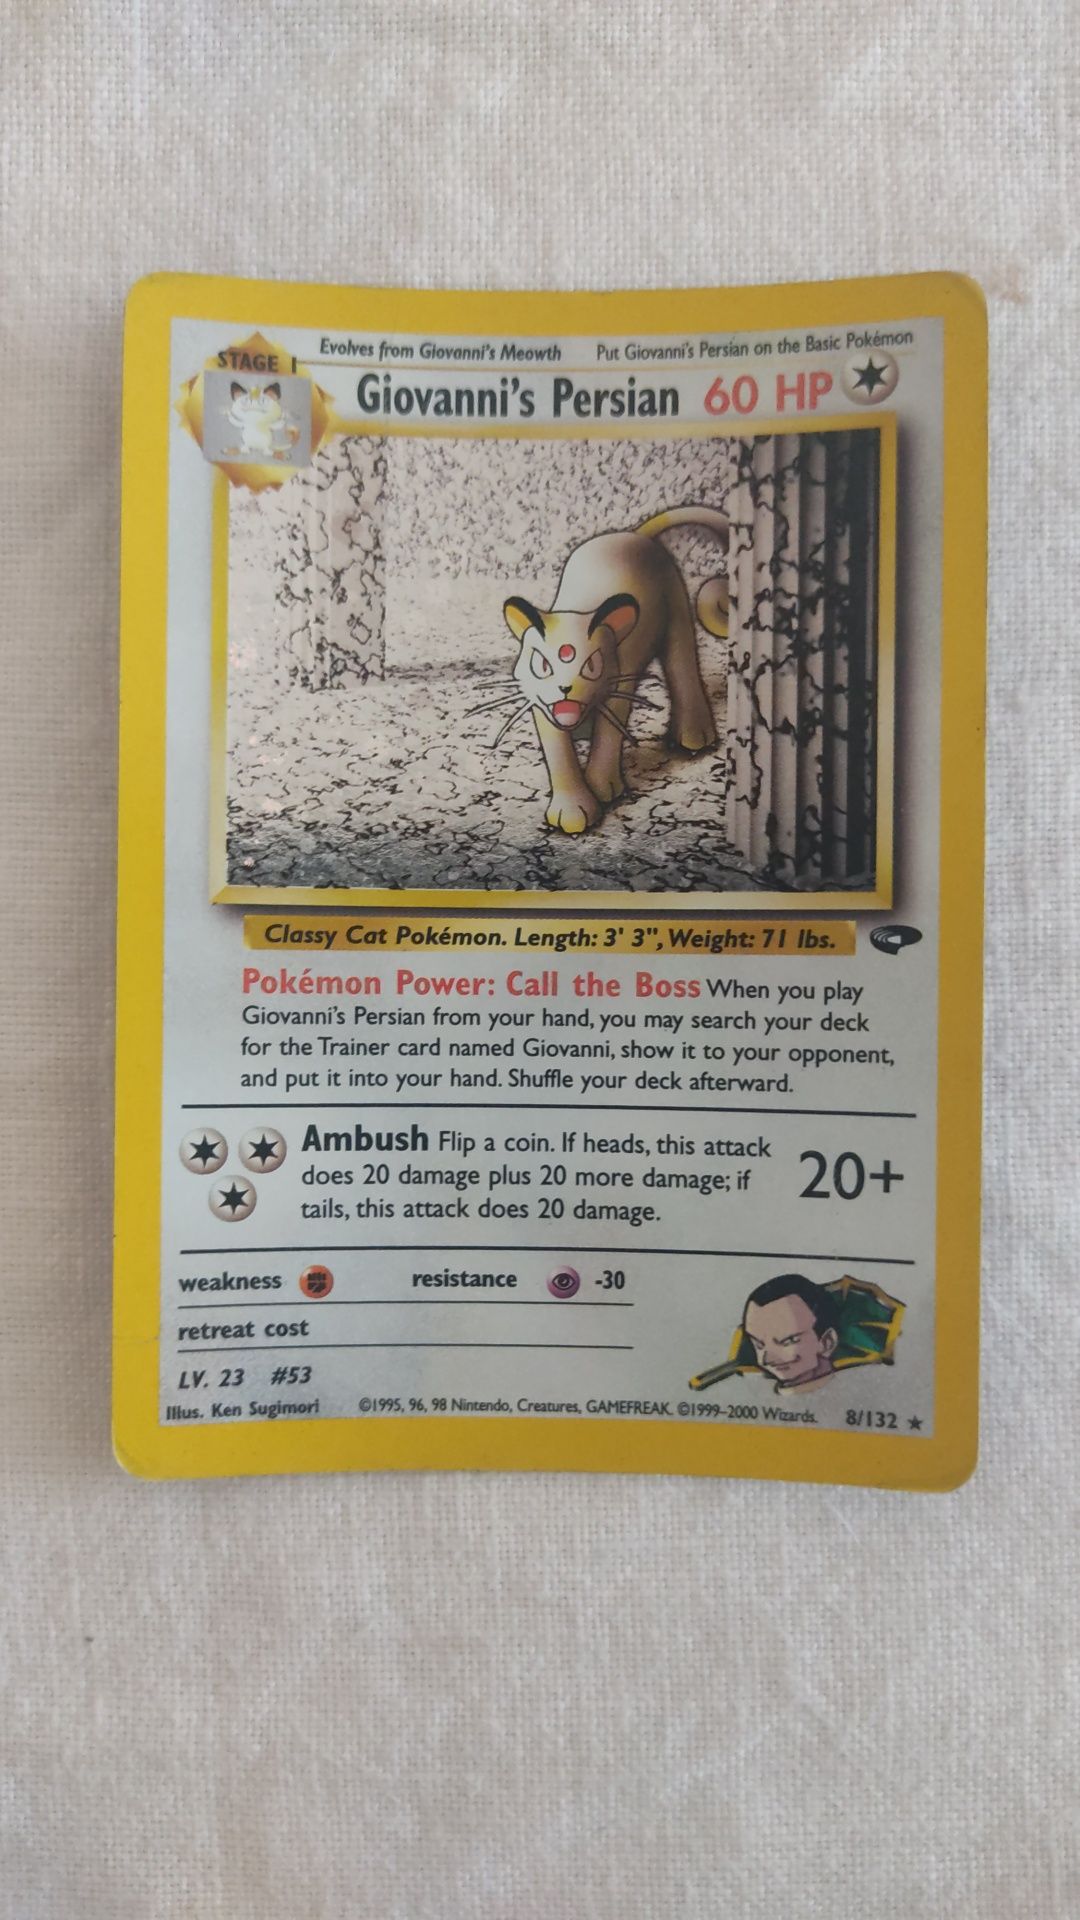 STAGE 1
Evolves from Giovanni's Meowth
Put Giovanni's Persian on the Basic Pokémon
Giovanni's Persian 60 HP
Classy Cat Pokémon. Length: 3' 3", Weight: 71 lbs.
Pokémon Power: Call the Boss When you play
Giovanni's Persian from your hand, you may search your deck
for the Trainer card named Giovanni, show it to your opponent,
and put it into your hand. Shuffle your deck afterward.
Ambush Flip a coin. If heads, this attack
does 20 damage plus 20 more damage; if
tails, this attack does 20 damage.
20+
weakness
resistance -30
retreat cost
LV. 23 #53
Illus. Ken Sugimori
©1995, 96, 98 Nintendo, Creatures, GAMEFREAK. ©1999-2000 Wizards.
8/132 ★